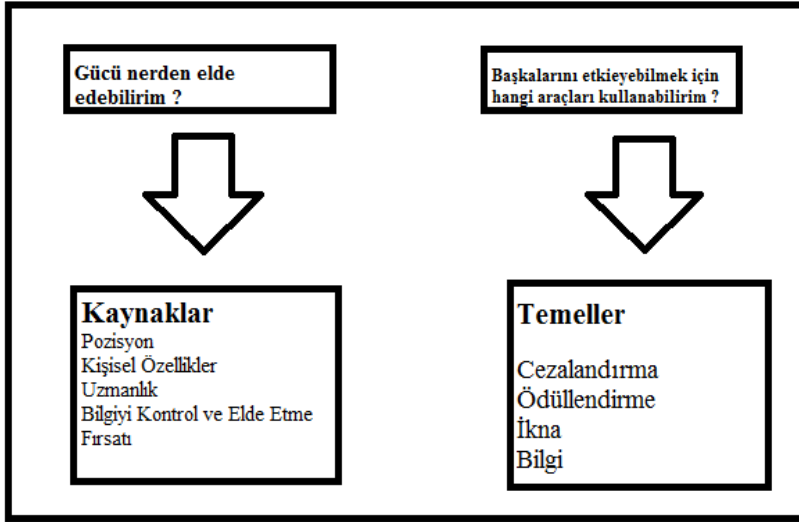 Gücü nerden elde
edebilirim ?
Başkalarını etkieyebilmek için
hangi araçları kullanabilirim ?
Kaynaklar
Pozisyon
Kişisel Özellikler
Uzmanlık
Bilgiyi Kontrol ve Elde Etme
Fırsatı
Temeller
Cezalandırma
Ödüllendirme
İkna
Bilgi